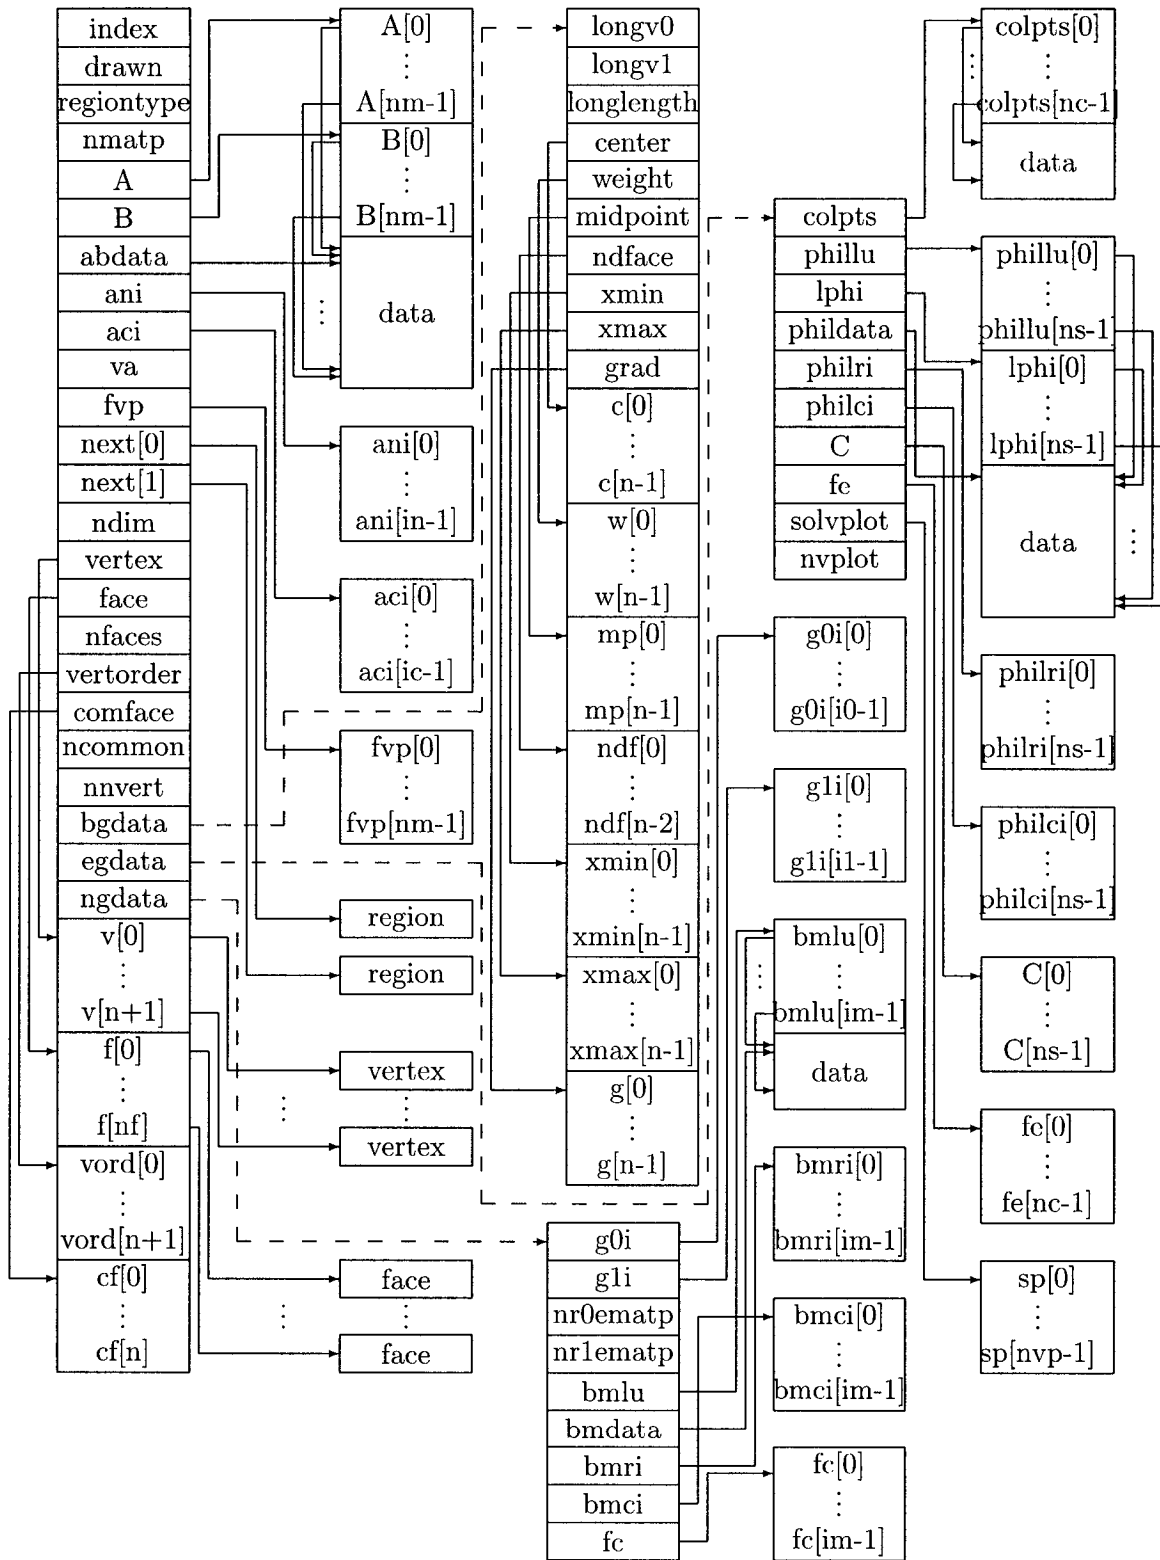 index
drawn
regiontype
nmatp
A
B
abdata
ani
aci
va
fvp
next[0]
next[1]
ndim
vertex
face
nfaces
vertorder
comface
ncommon
nnvert
bgdata
egdata
ngdata
v[0]
v[n+1]
f[0]
f[nf]
vord[0]
vord[n+1]
cf[0]
cf[n]
A[0]
A[nm-1]
B[0]
B[nm-1]
data
ani[0]
ani[in-1]
aci[0]
aci[ic-1]
fvp[0]
fvp[nm-1]
region
region
vertex
vertex
face
face
longv0
longv1
longlength
center
weight
midpoint
ndface
xmin
xmax
grad
c[0]
c[n-1]
w[0]
w[n-1]
mp[0]
mp[n-1]
ndf[0]
ndf[n-2]
xmin[0]
xmin[n-1]
xmax[0]
xmax[n-1]
g[0]
g[n-1]
g0i
g1i
nr0ematp
nr1ematp
bmlu
bmdata
bmri
bmci
fc
colpts
phillu
lphi
phildata
philri
philci
C
fc
solvplot
nvplot
g0i[0]
g0i[i0-1]
g1i[0]
g1i[i1-1]
bmlu[0]
bmlu[im-1]
data
bmri[0]
bmri[im-1]
bmci[0]
bmci[im-1]
fc[0]
fc[im-1]
colpts[0]
colpts[nc-1]
data
phillu[0]
phillu[ns-1]
lphi[0]
lphi[ns-1]
data
philri[0]
philri[ns-1]
philci[0]
philci[ns-1]
C[0]
C[ns-1]
fc[0]
fe[nc-1]
sp[0]
sp[nvp-1]